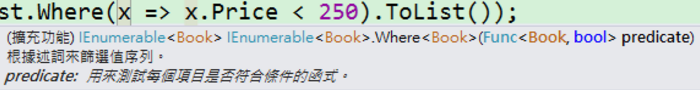 st.Where(x => x.Price < 250).ToList());
(擴充功能) IEnumerable<Book> IEnumerable<Book>.Where<Book>(Func<Book, bool> predicate)
根據述詞來篩選值序列。
predicate: 用來測試每個項目是否符合條件的函式。